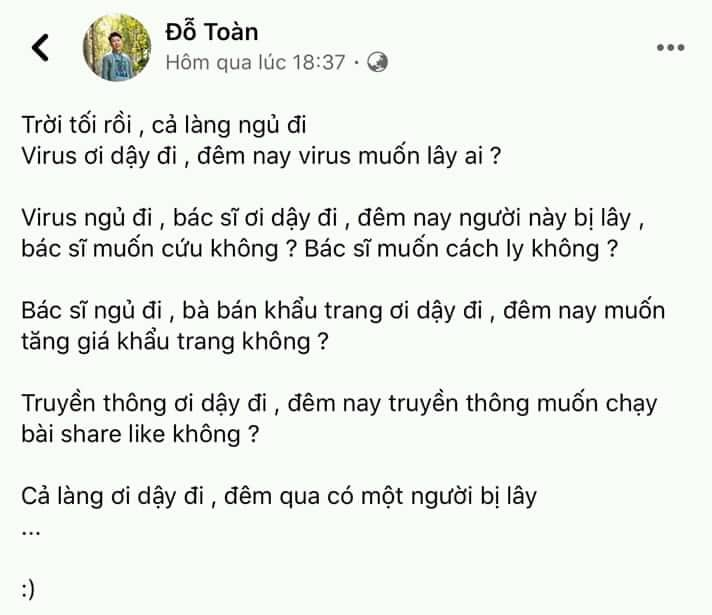 Đỗ Toàn
Hôm qua lúc 18:37 ·
Trời tối rồi , cả làng ngủ đi
Virus ơi dậy đi , đêm nay virus muốn lây ai ?
Virus ngủ đi , bác sĩ ơi dậy đi , đêm nay người này bị lây ,
bác sĩ muốn cứu không ? Bác sĩ muốn cách ly không ?
Bác sĩ ngủ đi , bà bán khẩu trang ơi dậy đi , đêm nay muốn
tăng giá khẩu trang không ?
Truyền thông ơi dậy đi , đêm nay truyền thông muốn chạy
bài share like không ?
Cả làng ơi dậy đi , đêm qua có một người bị lây
...
:)